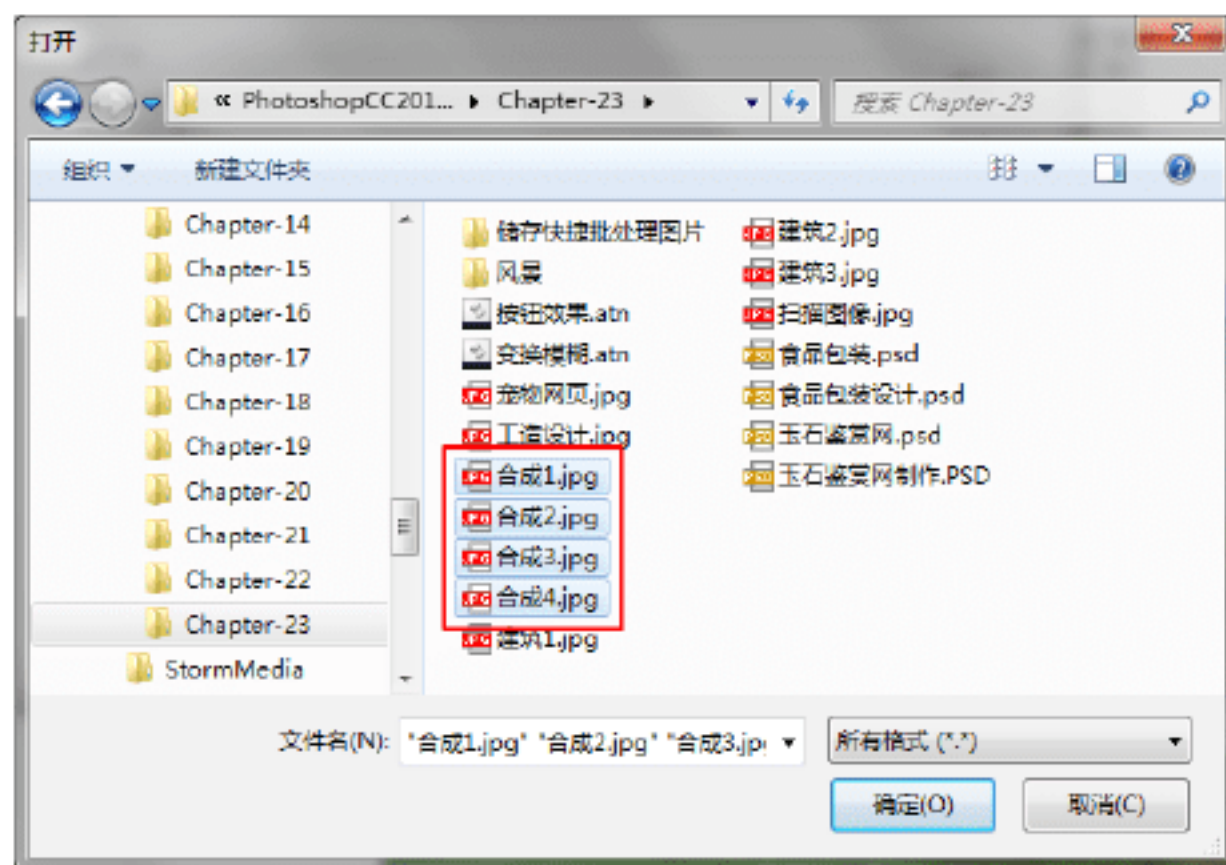 打开
« PhotoshopCC201... ▸ Chapter-23 ▸
搜索 Chapter-23
组织 新建文件夹
Chapter-14
Chapter-15
Chapter-16
Chapter-17
Chapter-18
Chapter-19
Chapter-20
Chapter-21
Chapter-22
Chapter-23
StormMedia
储存快捷批处理图片
风景
按钮效果.atn
变换模糊.atn
宠物网页.jpg
工造设计.jpg
合成1.jpg
合成2.jpg
合成3.jpg
合成4.jpg
建筑1.jpg
建筑2.jpg
建筑3.jpg
扫描图像.jpg
食品包装.psd
食品包装设计.psd
玉石鉴赏网.psd
玉石鉴赏网制作.PSD
文件名(N): "合成1.jpg" "合成2.jpg" "合成3.jp
所有格式 (*.*)
确定(O) 取消(C)